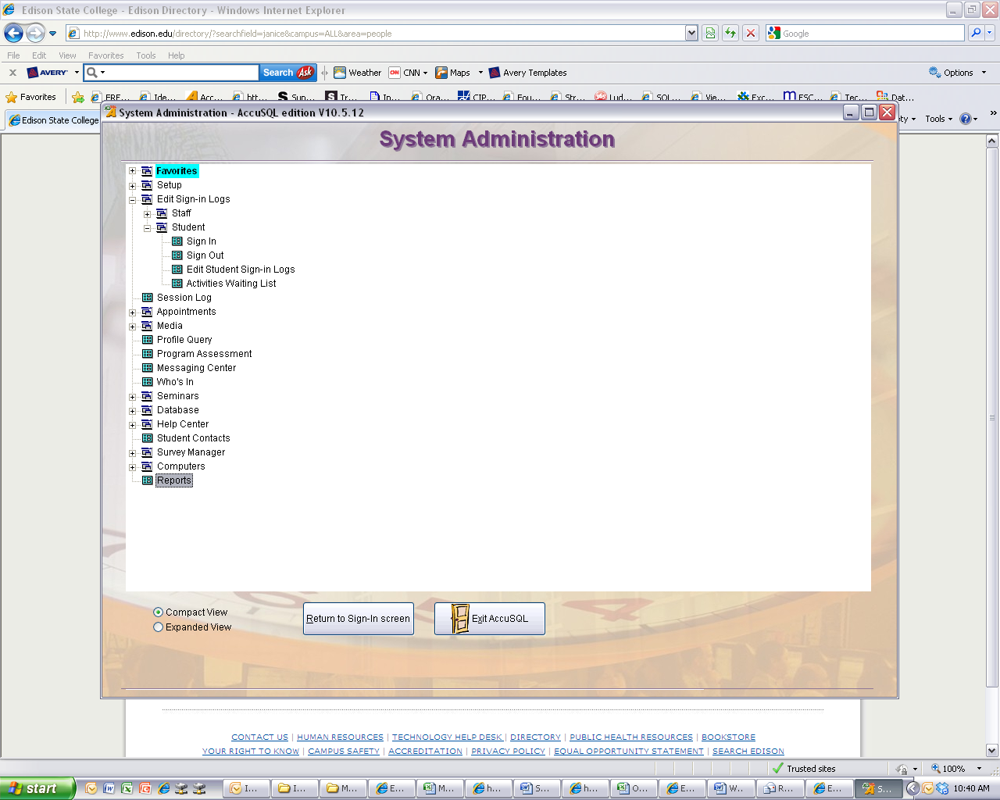 Edison State College - Edison Directory - Windows Internet Explorer
http://www.edison.edu/directory/?searchfield=janice&campus=ALL&area=people
Google
File Edit View Favorites Tools Help
AVERY Search Ask Weather CNN Maps Avery Templates Options
Favorites ERE... Ide... Acc... htt... Sup... Tr... In... Ora... CIP... Fou... Str... Lud... SQL... Vie... Exc... FSC... Tec... Dat...
Edison State College
ty Tools
System Administration - AccuSQL edition V10.5.12
System Administration
Favorites
Setup
Edit Sign-in Logs
Staff
Student
Sign In
Sign Out
Edit Student Sign-in Logs
Activities Waiting List
Session Log
Appointments
Media
Profile Query
Program Assessment
Messaging Center
Who's In
Seminars
Database
Help Center
Student Contacts
Survey Manager
Computers
Reports
Compact View
Expanded View
Return to Sign-In screen
Exit AccuSQL
CONTACT US | HUMAN RESOURCES | TECHNOLOGY HELP DESK | DIRECTORY | PUBLIC HEALTH RESOURCES | BOOKSTORE
YOUR RIGHT TO KNOW | CAMPUS SAFETY | ACCREDITATION | PRIVACY POLICY | EQUAL OPPORTUNITY STATEMENT | SEARCH EDISON
Trusted sites 100%
start I... I... M... E... M... h... S... h... O... E... W... R... E... S... 10:40 AM